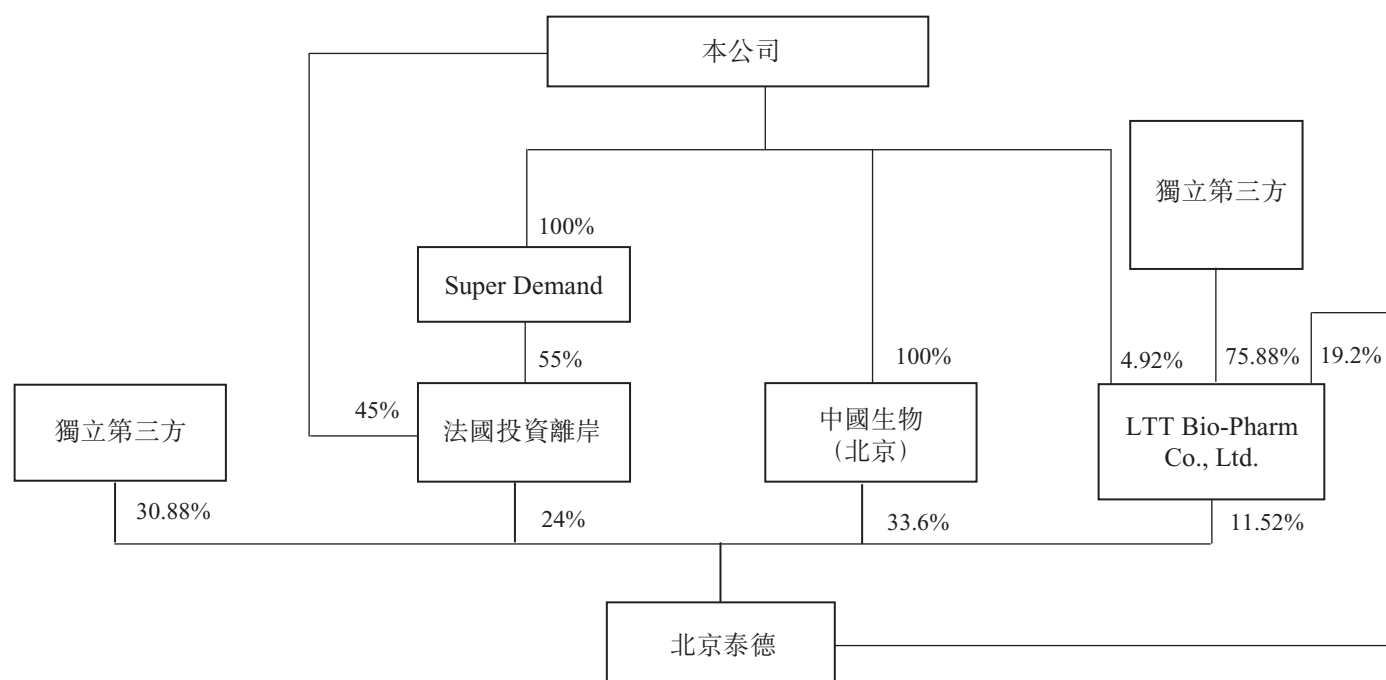 本公司
獨立第三方
100%
Super Demand
55%
100%
4.92%
75.88%
19.2%
獨立第三方
45%
法國投資離岸
中國生物
（北京）
LTT Bio-Pharm
Co., Ltd.
30.88%
24%
33.6%
11.52%
北京泰德